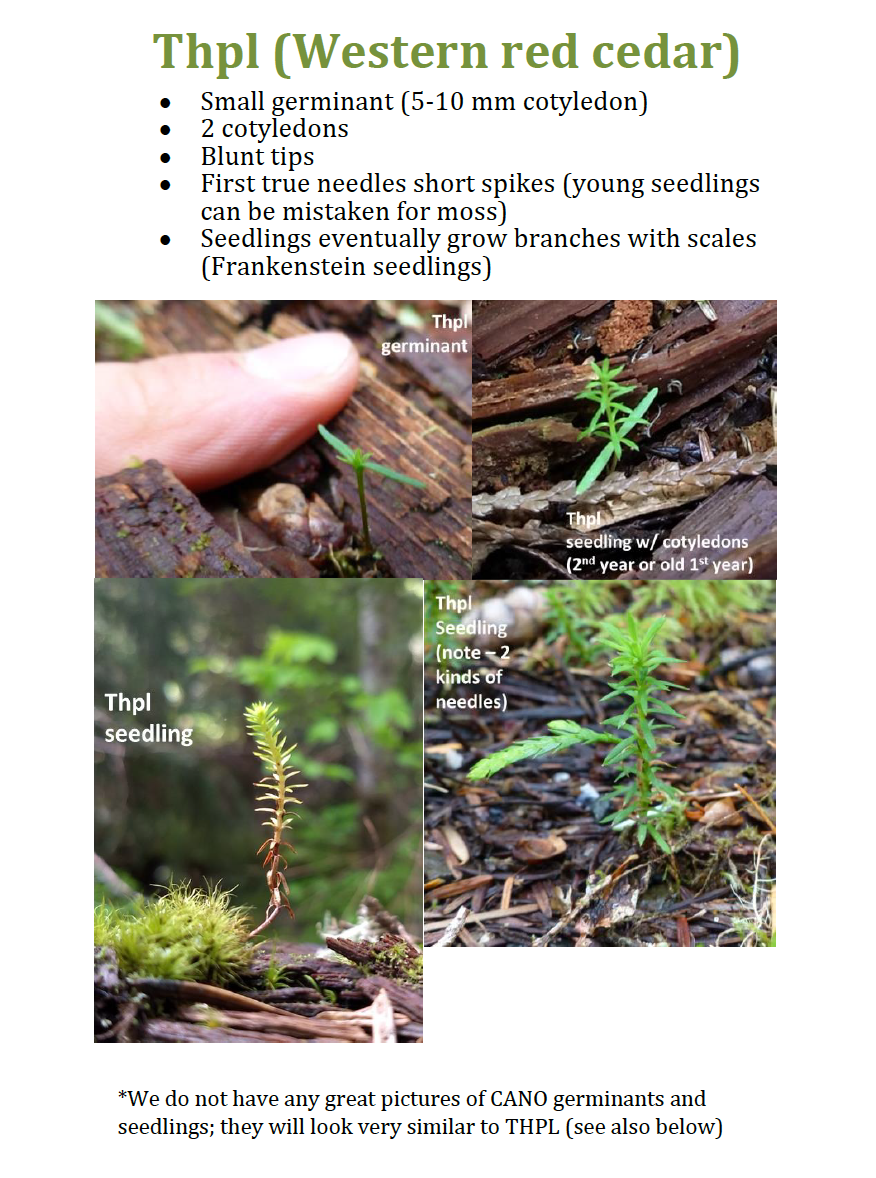 Thpl (Western red cedar)
• Small germinant (5-10 mm cotyledon)
• 2 cotyledons
• Blunt tips
• First true needles short spikes (young seedlings
can be mistaken for moss)
• Seedlings eventually grow branches with scales
(Frankenstein seedlings)
Thpl
germinant
Thpl
seedling w/ cotyledons
(2nd year or old 1st year)
Thpl
seedling
Thpl
Seedling
(note – 2
kinds of
needles)
*We do not have any great pictures of CANO germinants and
seedlings; they will look very similar to THPL (see also below)